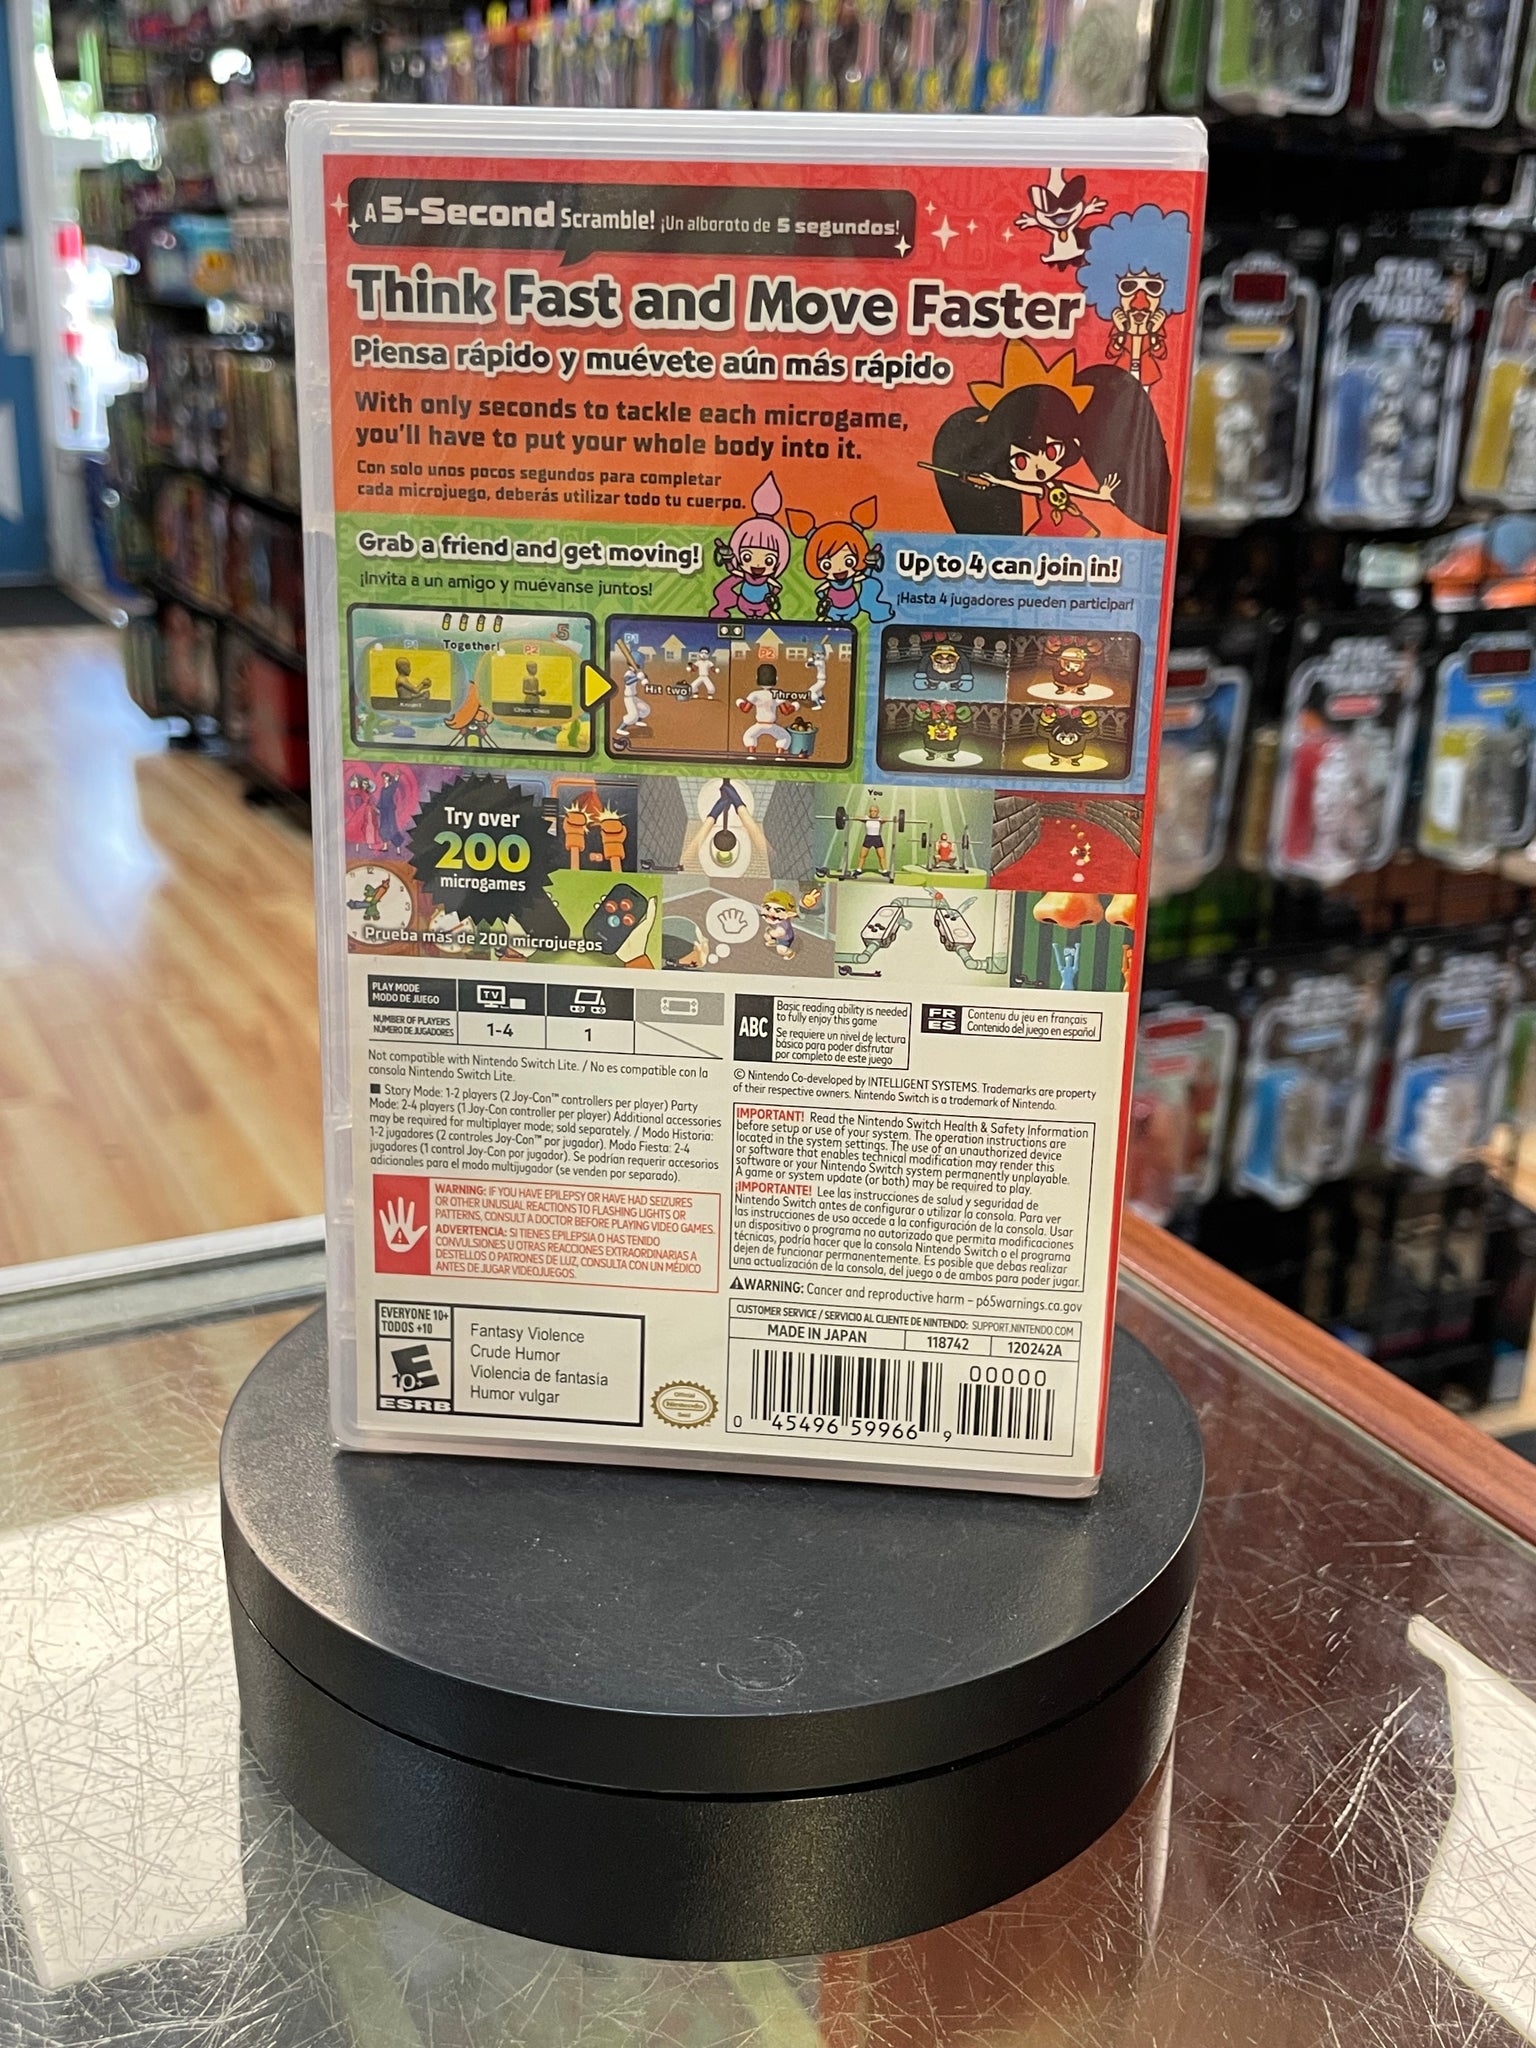 A 5-Second Scramble! ¡Un alboroto de 5 segundos!
Think Fast and Move Faster
Piensa rápido y muévete aún más rápido
With only seconds to tackle each microgame,
you'll have to put your whole body into it.
Con solo unos pocos segundos para completar
cada microjuego, deberás utilizar todo tu cuerpo.
Grab a friend and get moving!
¡Invita a un amigo y muévanse juntos!
Up to 4 can join in!
¡Hasta 4 jugadores pueden participar!
5
Together!
P1
P2
P1
P2
Hit two!
Throw!
You
Try over
200
microgames
Prueba más de 200 microjuegos
PLAY MODE
MODO DE JUEGO
TV
NUMBER OF PLAYERS
NÚMERO DE JUGADORES
1-4
1
Not compatible with Nintendo Switch Lite. / No es compatible con la
consola Nintendo Switch Lite.
■ Story Mode: 1-2 players (2 Joy-Con™ controllers per player) Party
Mode: 2-4 players (1 Joy-Con controller per player) Additional accessories
may be required for multiplayer mode; sold separately. / Modo Historia:
1-2 jugadores (2 controles Joy-Con™ por jugador). Modo Fiesta: 2-4
jugadores (1 control Joy-Con por jugador). Se podrían requerir accesorios
adicionales para el modo multijugador (se venden por separado).
WARNING: IF YOU HAVE EPILEPSY OR HAVE HAD SEIZURES
OR OTHER UNUSUAL REACTIONS TO FLASHING LIGHTS OR
PATTERNS, CONSULT A DOCTOR BEFORE PLAYING VIDEO GAMES.
ADVERTENCIA: SI TIENES EPILEPSIA O HAS TENIDO
CONVULSIONES U OTRAS REACCIONES EXTRAORDINARIAS A
DESTELLOS O PATRONES DE LUZ, CONSULTA CON UN MÉDICO
ANTES DE JUGAR VIDEOJUEGOS.
EVERYONE 10+
TODOS +10
E
10+
ESRB
Fantasy Violence
Crude Humor
Violencia de fantasía
Humor vulgar
Official
Nintendo
Seal
ABC
Basic reading ability is needed
to fully enjoy this game
Se requiere un nivel de lectura
básico para poder disfrutar
por completo de este juego
FR
ES
Contenu du jeu en français
Contenido del juego en español
© Nintendo Co-developed by INTELLIGENT SYSTEMS. Trademarks are property
of their respective owners. Nintendo Switch is a trademark of Nintendo.
IMPORTANT! Read the Nintendo Switch Health & Safety Information
before setup or use of your system. The operation instructions are
located in the system settings. The use of an unauthorized device
or software that enables technical modification may render this
software or your Nintendo Switch system permanently unplayable.
A game or system update (or both) may be required to play.
¡IMPORTANTE! Lee las instrucciones de salud y seguridad de
Nintendo Switch antes de configurar o utilizar la consola. Para ver
las instrucciones de uso accede a la configuración de la consola. Usar
un dispositivo o programa no autorizado que permita modificaciones
técnicas, podría hacer que la consola Nintendo Switch o el programa
dejen de funcionar permanentemente. Es posible que debas realizar
una actualización de la consola, del juego o de ambos para poder jugar.
WARNING: Cancer and reproductive harm – p65warnings.ca.gov
CUSTOMER SERVICE / SERVICIO AL CLIENTE DE NINTENDO: SUPPORT.NINTENDO.COM
MADE IN JAPAN
118742
120242A
00000
0 45496 59966 9